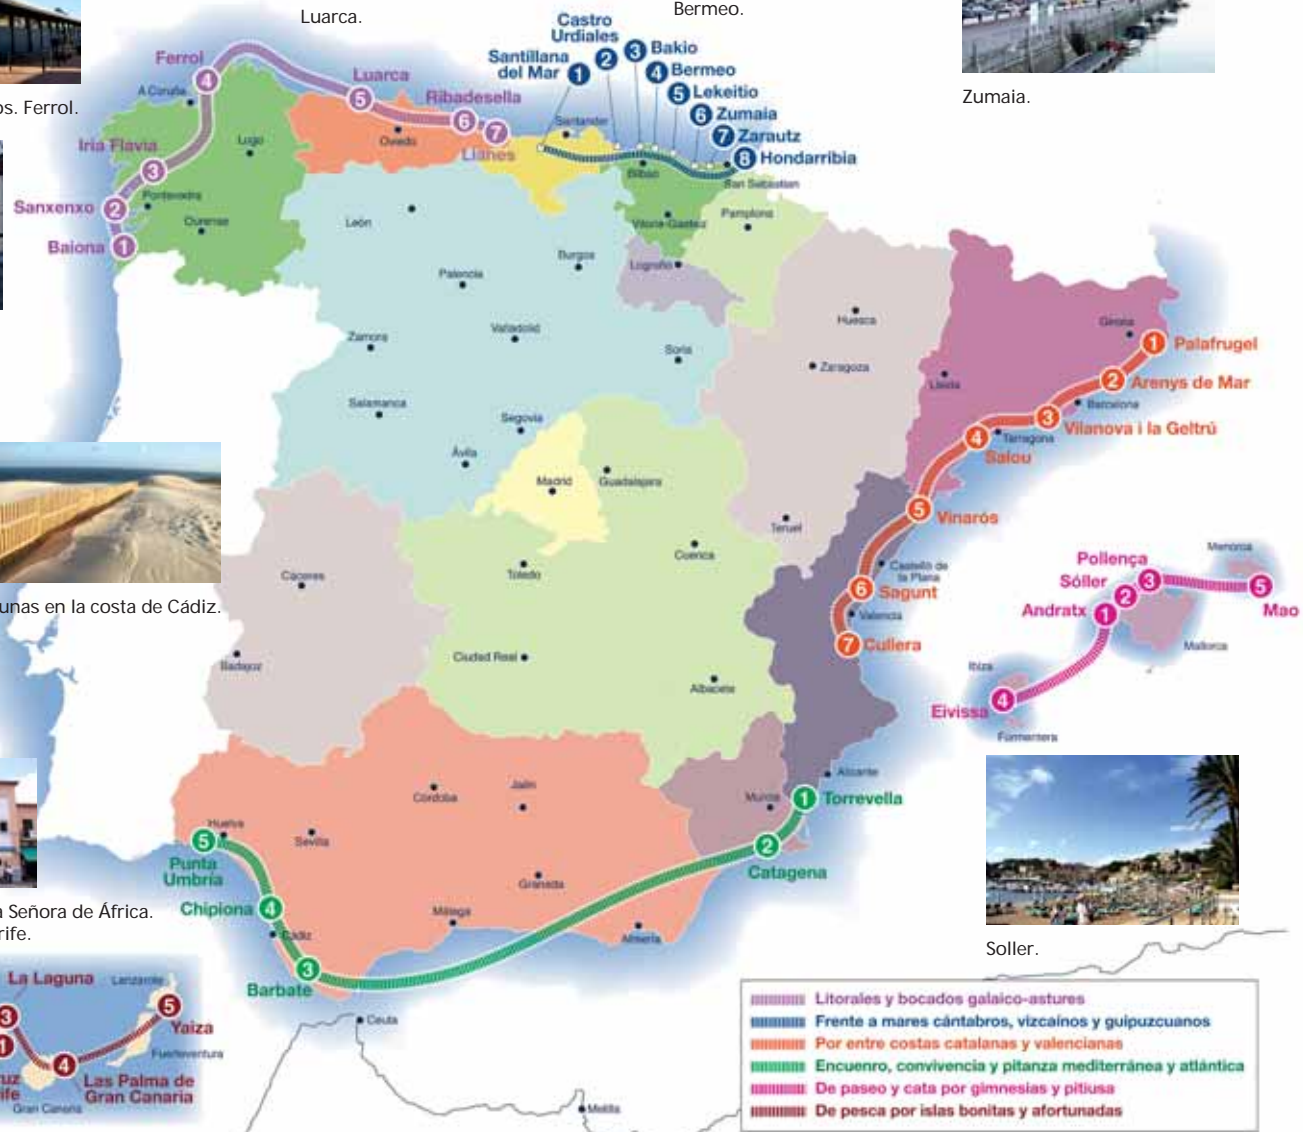 Luarca.
Bermeo.
Zumaia.
os. Ferrol.
Ferrol
4
A Coruña
Luarca
5
Ribadesella
6
7
Llanes
Iria Flavia
3
Lugo
Oviedo
Sanxenxo
2
Pontevedra
Ourense
Baiona
1
Castro
Urdiales
2
Santillana
del Mar
1
3
Bakio
4
Bermeo
5
Lekeitio
6
Zumaia
7
Zarautz
8
Hondarribia
Santander
Bilbao
San Sebastian
Vitoria-Gasteiz
Pamplona
León
Burgos
Logroño
Palencia
Zamora
Valladolid
Soria
Huesca
Zaragoza
Salamanca
Segovia
Ávila
Madrid
Guadalajara
Teruel
Cuenca
Toledo
Cáceres
Badajoz
Ciudad Real
Albacete
Girona
1
Palafrugel
Lleida
2
Arenys de Mar
Barcelona
3
Vilanova i la Geltrú
4
Tarragona
Salou
5
Vinarós
Castelló de
la Plana
6
Sagunt
Valencia
7
Cullera
Menorca
Pollença
3
5
Mao
Sóller
2
Andratx
1
Mallorca
Ibiza
4
Eivissa
Formentera
unas en la costa de Cádiz.
Alicante
Murcia
1
Torrevella
2
Catagena
Córdoba
Jaén
Huelva
Sevilla
5
Punta
Umbría
Granada
Chipiona
4
Málaga
Cádiz
Almería
3
Barbate
Ceuta
Melilla
Soller.
a Señora de África.
rife.
La Laguna
Lanzarote
3
5
Yaiza
1
4
Fuerteventura
uz
ife
Las Palma de
Gran Canaria
Gran Canaria
Litorales y bocados galaico-astures
Frente a mares cántabros, vizcaínos y guipuzcuanos
Por entre costas catalanas y valencianas
Encuenro, convivencia y pitanza mediterránea y atlántica
De paseo y cata por gimnesias y pitiusa
De pesca por islas bonitas y afortunadas